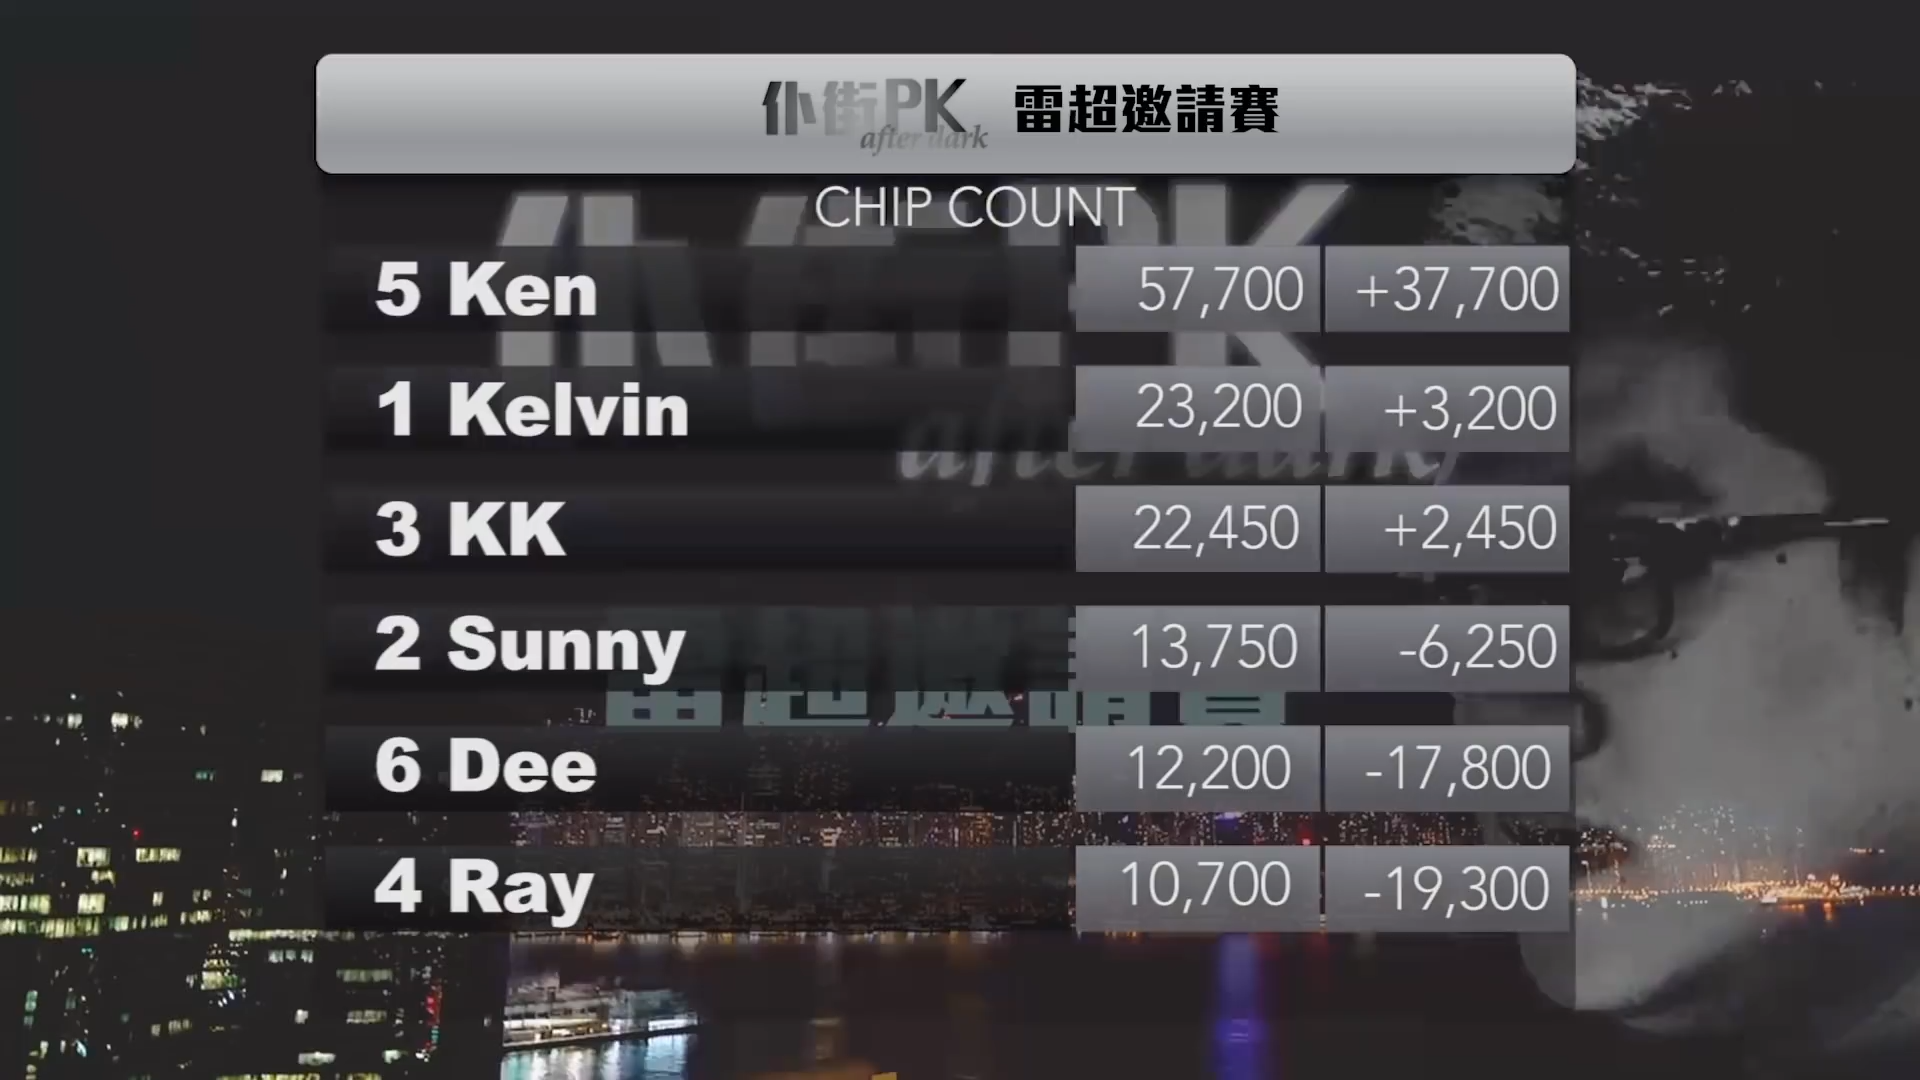 仆街PK after dark 雷超邀請賽
CHIP COUNT
5 Ken 57,700 +37,700
1 Kelvin 23,200 +3,200
3 KK 22,450 +2,450
2 Sunny 13,750 -6,250
6 Dee 12,200 -17,800
4 Ray 10,700 -19,300